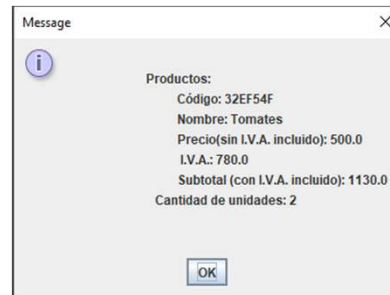 Message
Productos:
Código: 32EF54F
Nombre: Tomates
Precio(sin I.V.A. incluido): 500.0
I.V.A.: 780.0
Subtotal (con I.V.A. incluido): 1130.0
Cantidad de unidades: 2
OK